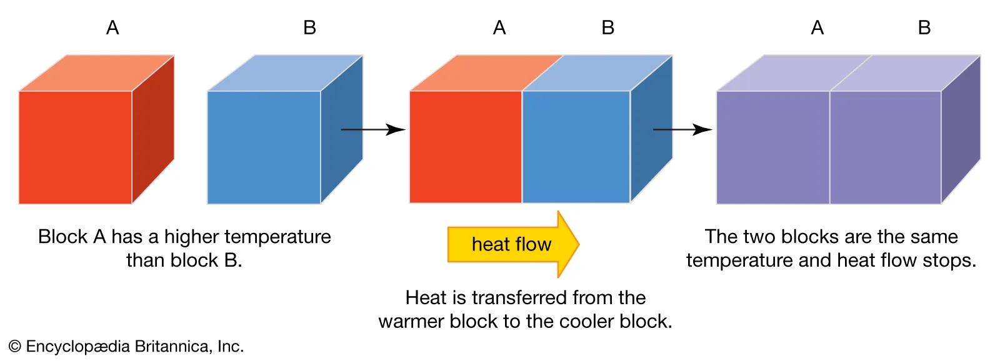 A
B
A
B
A
B
Block A has a higher temperature
than block B.
heat flow
Heat is transferred from the
warmer block to the cooler block.
The two blocks are the same
temperature and heat flow stops.
© Encyclopædia Britannica, Inc.